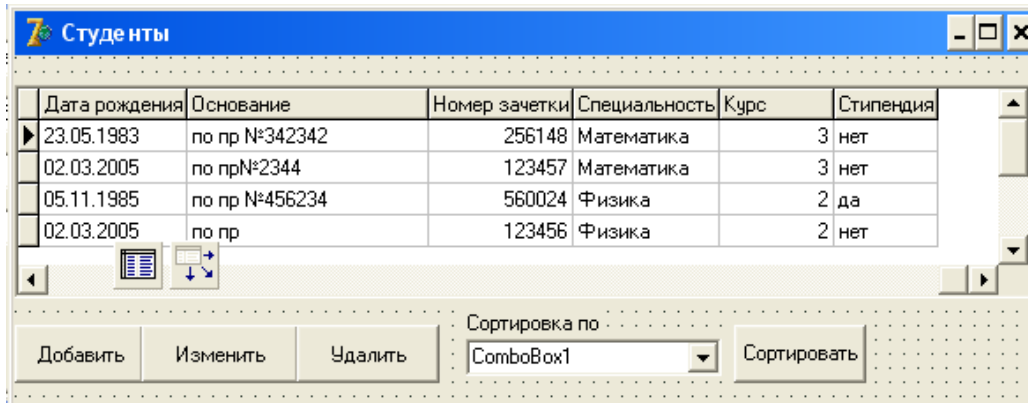 Студенты
Дата рождения Основание Номер зачетки Специальность Курс Стипендия
23.05.1983 по пр №342342 256148 Математика 3 нет
02.03.2005 по пр№2344 123457 Математика 3 нет
05.11.1985 по пр №456234 560024 Физика 2 да
02.03.2005 по пр 123456 Физика 2 нет
Сортировка по
Добавить Изменить Удалить ComboBox1 Сортировать